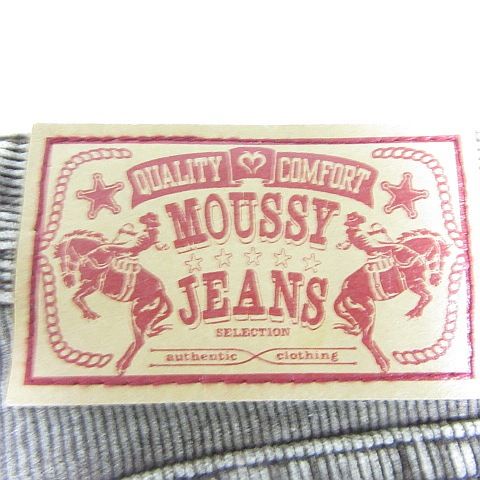 QUALITY COMFORT
MOUSSY
JEANS
SELECTION
authentic clothing